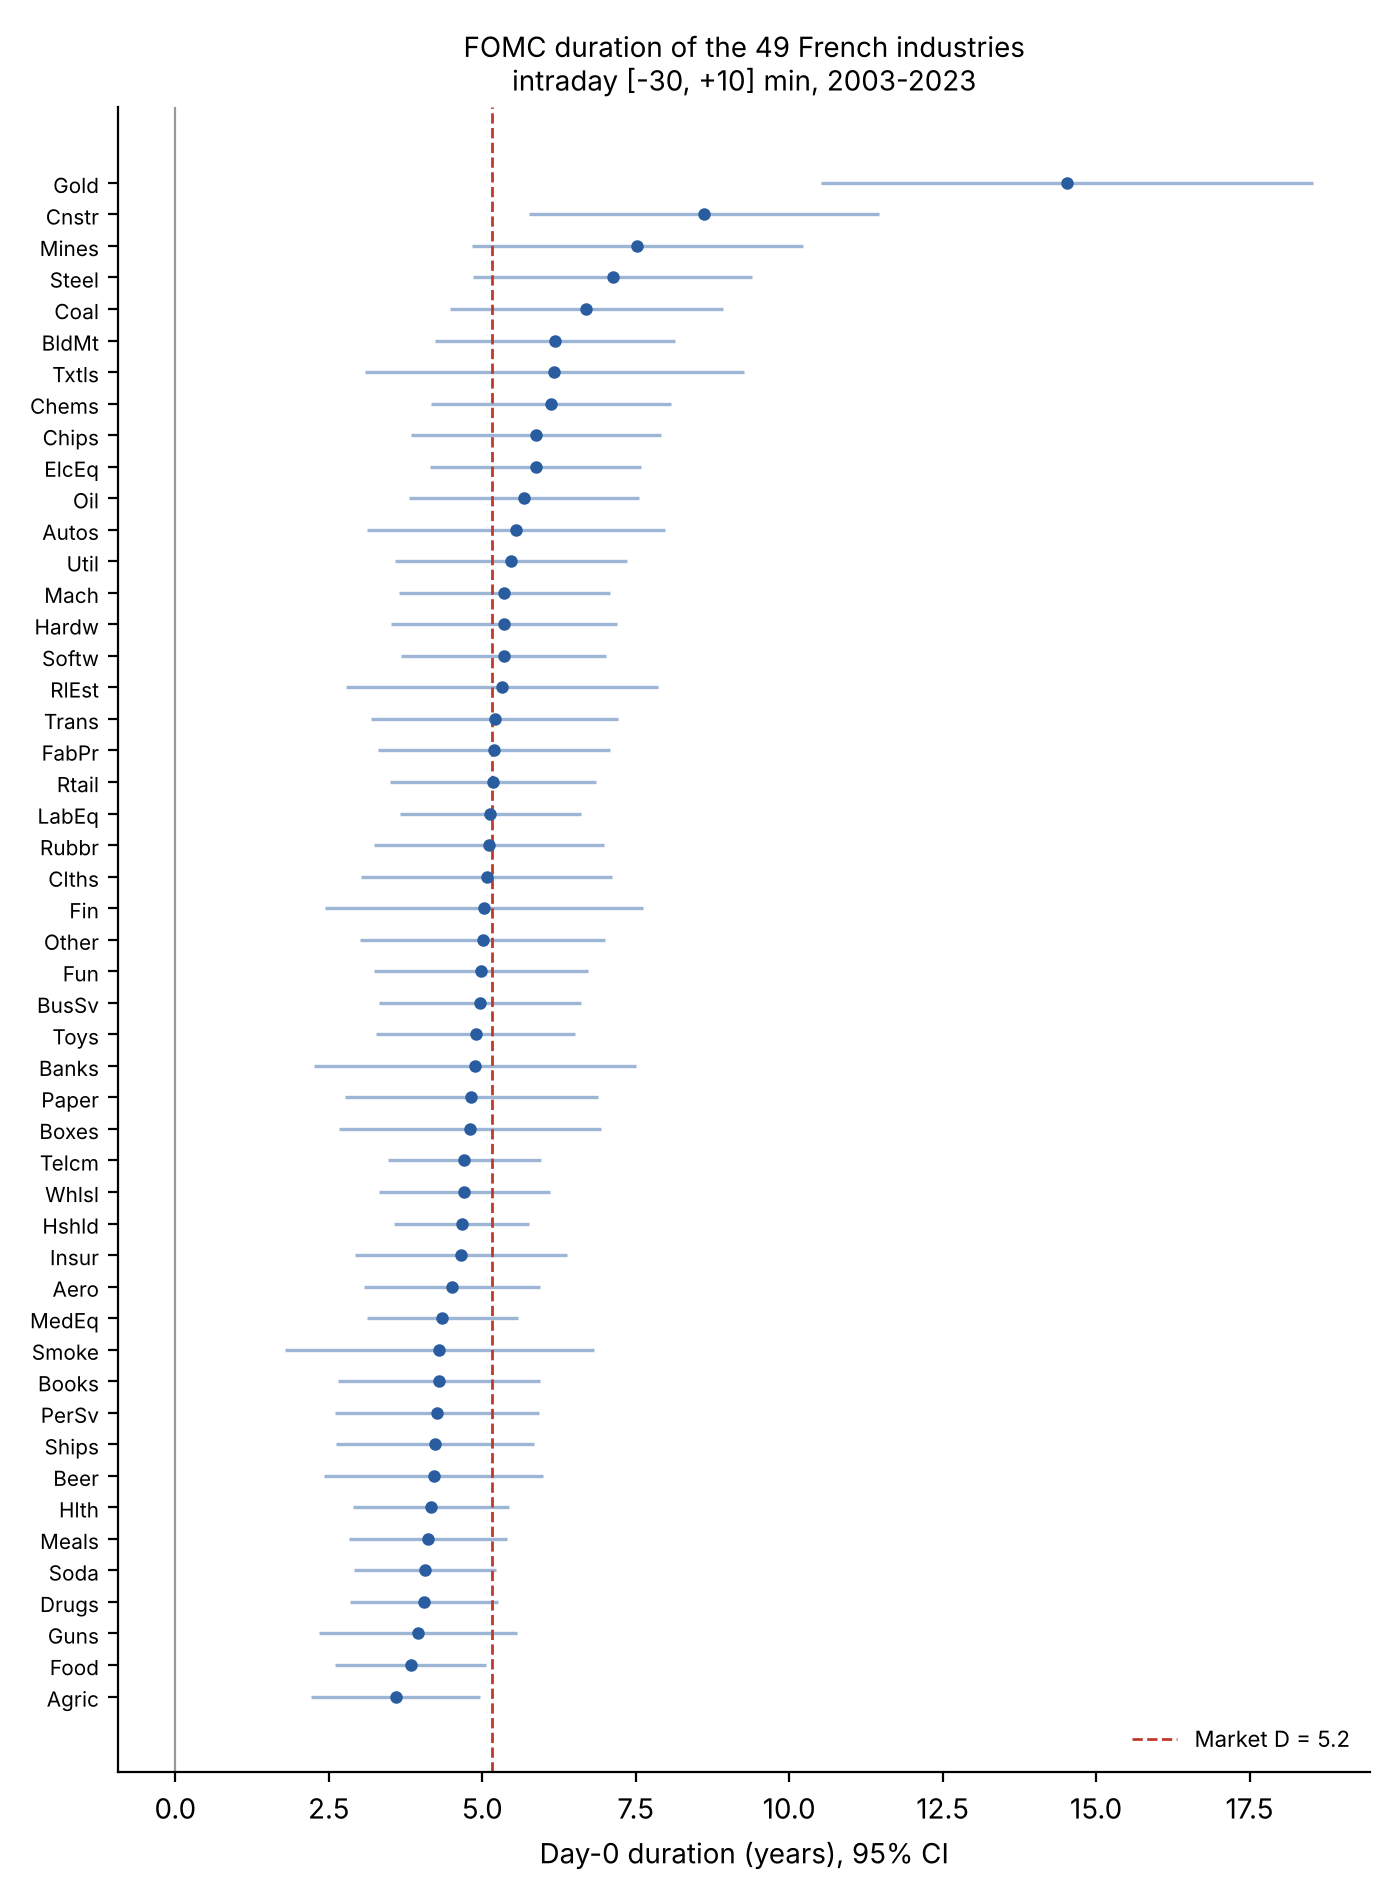 FOMC duration of the 49 French industries
intraday [-30, +10] min, 2003-2023
Gold
Cnstr
Mines
Steel
Coal
BldMt
Txtls
Chems
Chips
ElcEq
Oil
Autos
Util
Mach
Hardw
Softw
RlEst
Trans
FabPr
Rtail
LabEq
Rubbr
Clths
Fin
Other
Fun
BusSv
Toys
Banks
Paper
Boxes
Telcm
Whlsl
Hshld
Insur
Aero
MedEq
Smoke
Books
PerSv
Ships
Beer
Hlth
Meals
Soda
Drugs
Guns
Food
Agric
Market D = 5.2
0.0 2.5 5.0 7.5 10.0 12.5 15.0 17.5
Day-0 duration (years), 95% CI